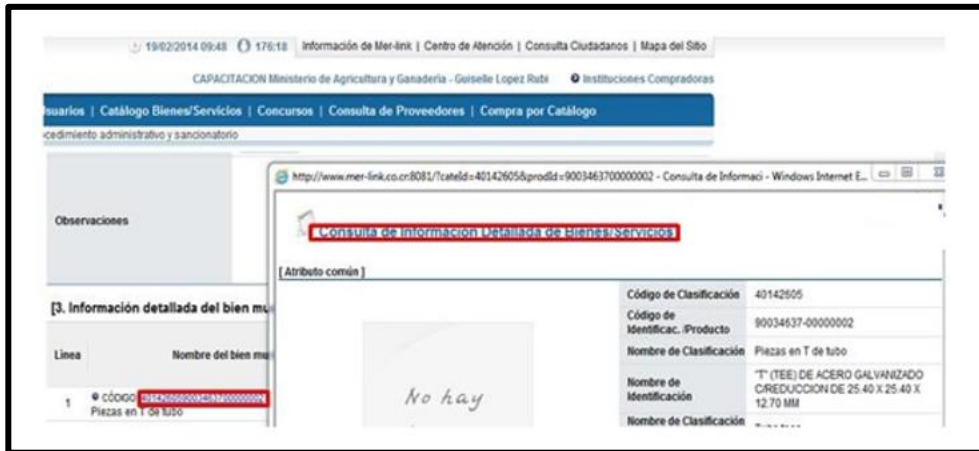 19/02/2014 09:48 176:18 Información de Mer-link | Centro de Atención | Consulta Ciudadanos | Mapa del Sitio
CAPACITACION Ministerio de Agricultura y Ganaderia - Guiselle Lopez Rubi Instituciones Compradoras
suarios | Catálogo Bienes/Servicios | Concursos | Consulta de Proveedores | Compra por Catálogo
ocedimiento administrativo y sancionatorio
http://www.mer-link.co.cr:8081/?cateId=40142605&prodId=9003463700000002 - Consulta de Informaci - Windows Internet E...
Observaciones
Consulta de Información Detallada de Bienes/Servicios
[ Atributo común ]
[3. Información detallada del bien mu
Linea Nombre del bien mu
1 CÓDIGO 401426059003463700000002
Piezas en T de tubo
No hay
Código de Clasificación 40142605
Código de Identificac. /Producto 90034637-00000002
Nombre de Clasificación Piezas en T de tubo
Nombre de Identificación "T" (TEE) DE ACERO GALVANIZADO
C/REDUCCION DE 25.40 X 25.40 X
12.70 MM
Nombre de Clasificación